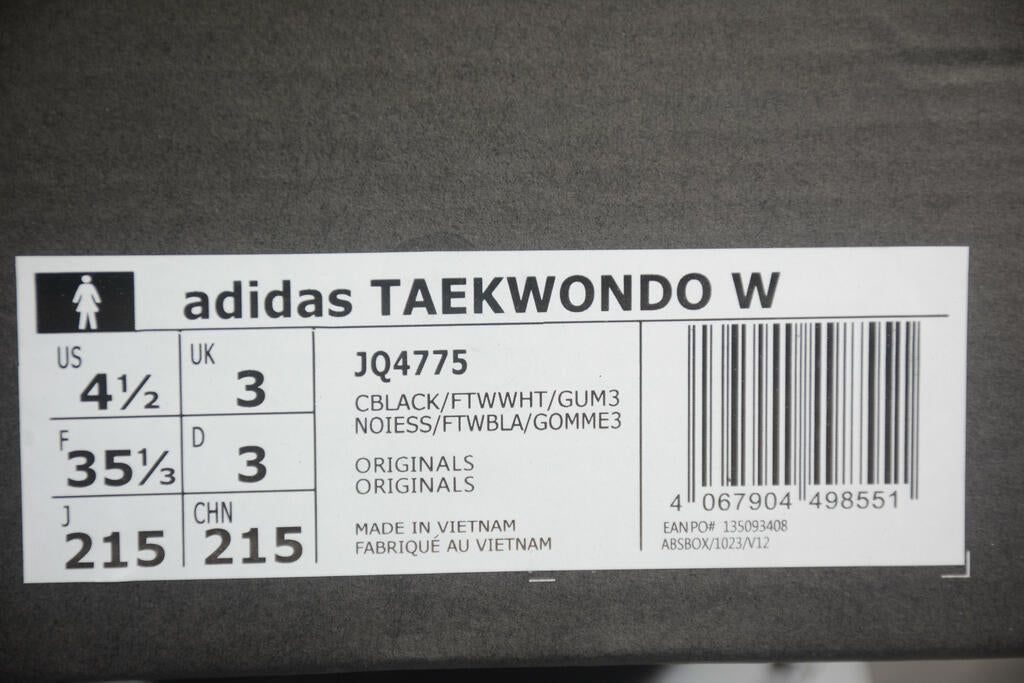 adidas TAEKWONDO W
US 4½
UK 3
F 35⅓
D 3
J 215
CHN 215
JQ4775
CBLACK/FTWWHT/GUM3
NOIESS/FTWBLA/GOMME3
ORIGINALS
ORIGINALS
MADE IN VIETNAM
FABRIQUÉ AU VIETNAM
4 067904 498551
EAN PO# 135093408
ABSBOX/1023/V12